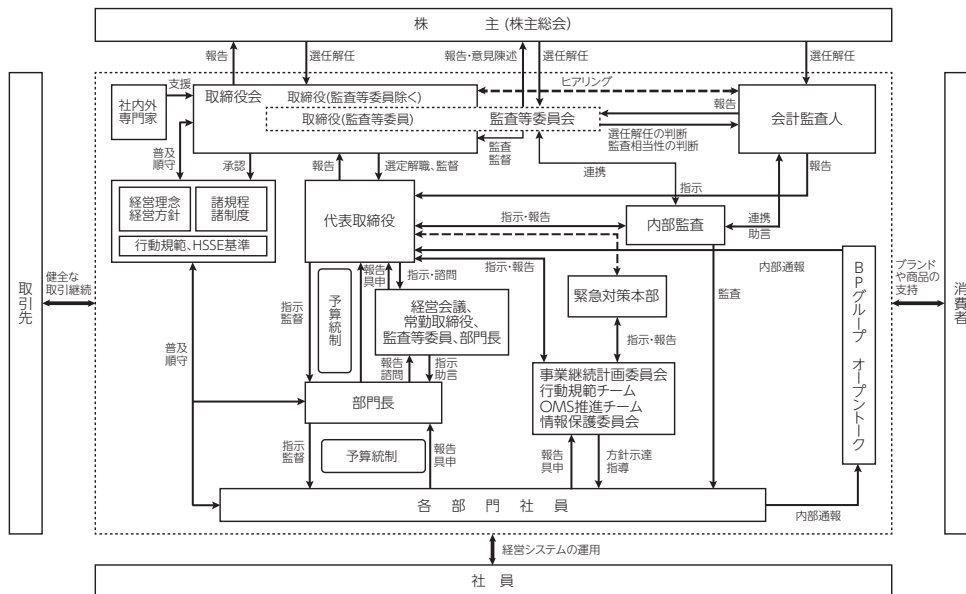 株　主 (株主総会)
報告
選任解任
報告・意見陳述
選任解任
選任解任
支援
ヒアリング
社内外
専門家
取締役会
取締役(監査等委員除く)
取締役(監査等委員)
監査等委員会
報告
会計監査人
選任解任の判断
監査相当性の判断
監査
監督
普及
順守
承認
報告
選定解職、監督
連携
報告
指示
経営理念
経営方針
諸規程
諸制度
行動規範、HSSE基準
代表取締役
指示・報告
内部監査
連携
助言
内部通報
取引先
健全な
取引継続
指示
監督
予算統制
報告
具申
指示・諮問
指示・報告
緊急対策本部
監査
BPグループ　オープントーク
ブランド
や商品の
支持
消費者
経営会議、
常勤取締役、
監査等委員、部門長
普及
順守
指示・報告
報告
諮問
指示
助言
事業継続計画委員会
行動規範チーム
OMS推進チーム
情報保護委員会
部門長
指示
監督
予算統制
報告
具申
報告
具申
方針示達
指導
各部門社員
内部通報
経営システムの運用
社員